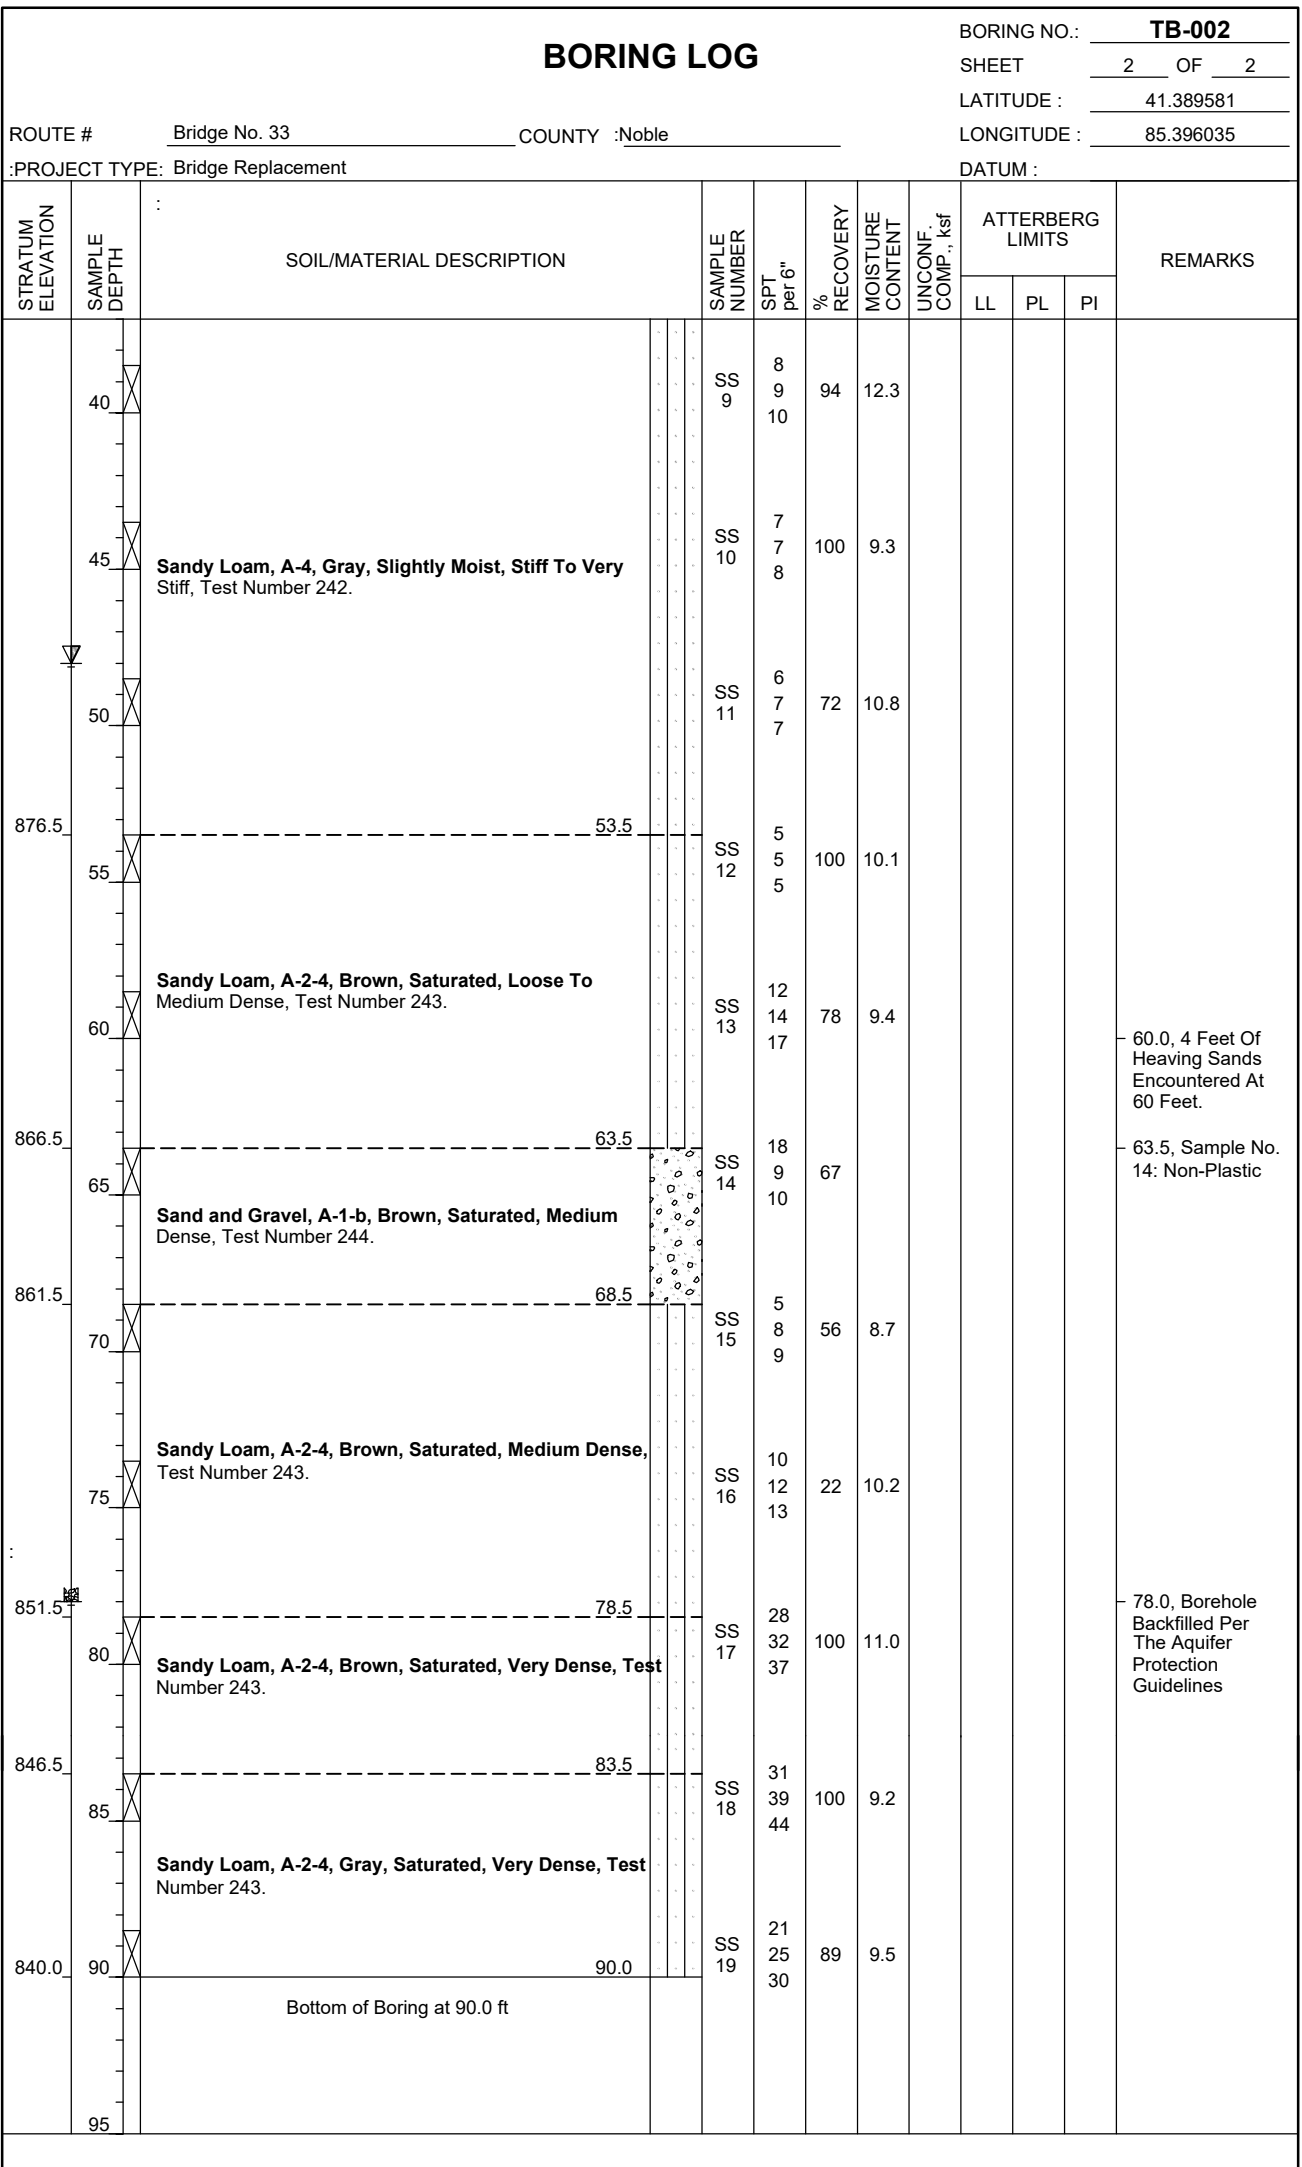 BORING LOG
BORING NO.: TB-002
SHEET 2 OF 2
LATITUDE : 41.389581
ROUTE # Bridge No. 33 COUNTY :Noble
LONGITUDE : 85.396035
:PROJECT TYPE: Bridge Replacement
DATUM :
STRATUM ELEVATION
SAMPLE DEPTH
:
SOIL/MATERIAL DESCRIPTION
SAMPLE NUMBER
SPT per 6"
% RECOVERY
MOISTURE CONTENT
UNCONF. COMP., ksf
ATTERBERG LIMITS
LL PL PI
REMARKS
8
SS
9
9 94 12.3
40
10
7
SS
10
7 100 9.3
45
8
Sandy Loam, A-4, Gray, Slightly Moist, Stiff To Very
Stiff, Test Number 242.
6
SS
11
7 72 10.8
50
7
876.5 53.5
5
SS
12
5 100 10.1
55
5
Sandy Loam, A-2-4, Brown, Saturated, Loose To
Medium Dense, Test Number 243.
12
SS
13
14 78 9.4
60
17
60.0, 4 Feet Of
Heaving Sands
Encountered At
60 Feet.
866.5 63.5
18
SS
14
9 67
65
10
63.5, Sample No.
14: Non-Plastic
Sand and Gravel, A-1-b, Brown, Saturated, Medium
Dense, Test Number 244.
861.5 68.5
5
SS
15
8 56 8.7
70
9
Sandy Loam, A-2-4, Brown, Saturated, Medium Dense,
Test Number 243.
10
SS
16
12 22 10.2
75
13
:
851.5 78.5
28
SS
17
32 100 11.0
80
37
78.0, Borehole
Backfilled Per
The Aquifer
Protection
Guidelines
Sandy Loam, A-2-4, Brown, Saturated, Very Dense, Test
Number 243.
846.5 83.5
31
SS
18
39 100 9.2
85
44
Sandy Loam, A-2-4, Gray, Saturated, Very Dense, Test
Number 243.
21
SS
19
25 89 9.5
840.0 90 90.0
30
Bottom of Boring at 90.0 ft
95